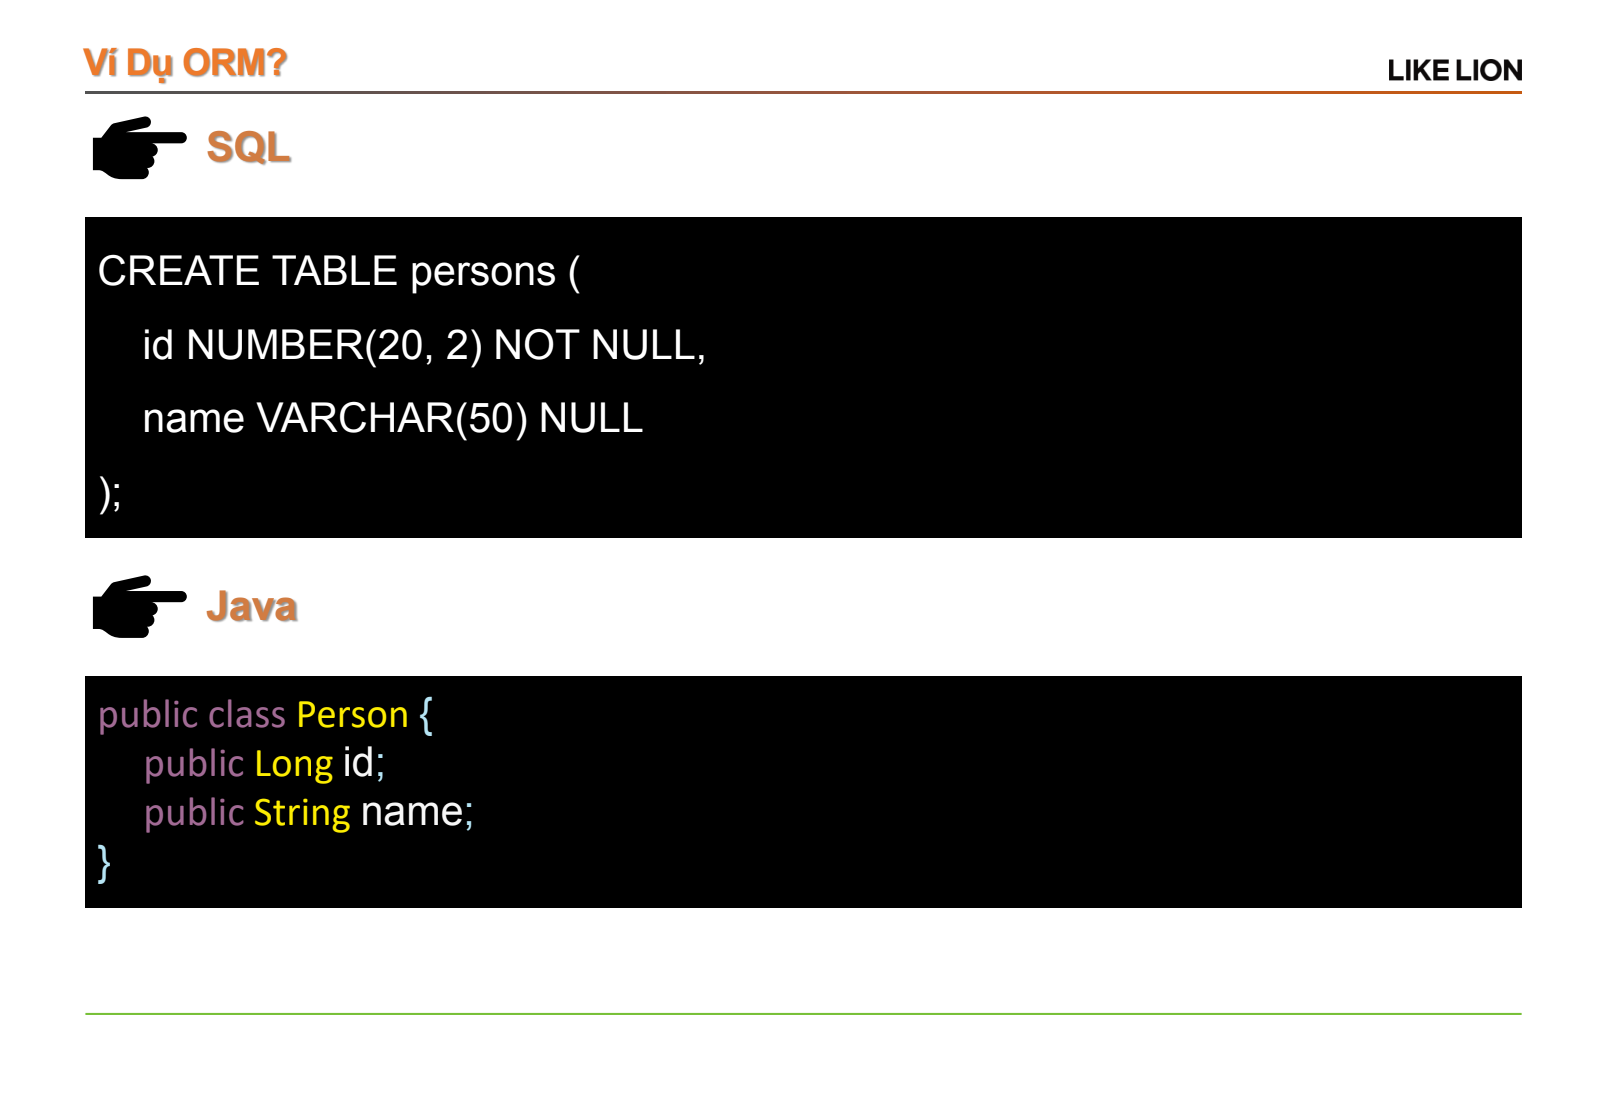 Ví Dụ ORM?
LIKE LION
SQL
CREATE TABLE persons (
id NUMBER(20, 2) NOT NULL,
name VARCHAR(50) NULL
);
Java
public class Person {
public Long id;
public String name;
}